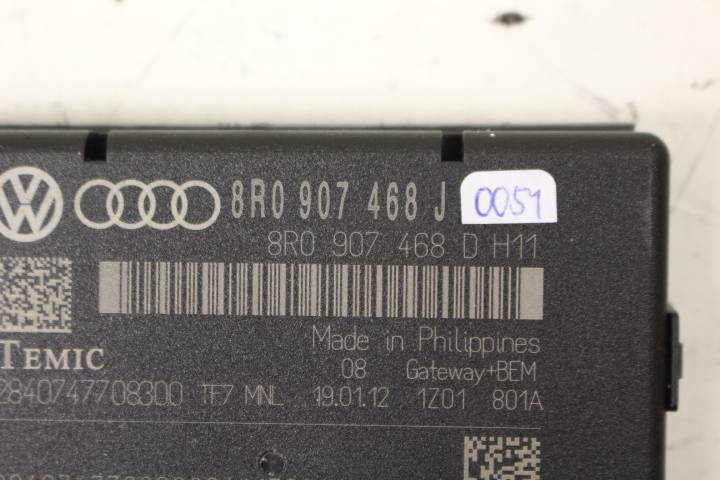 8R0 907 468 J 0051
8R0 907 468 D H11
Made in Philippines
TEMIC 08 Gateway+BEM
2840747708300 TF7 MNL 19.01.12 1Z01 801A